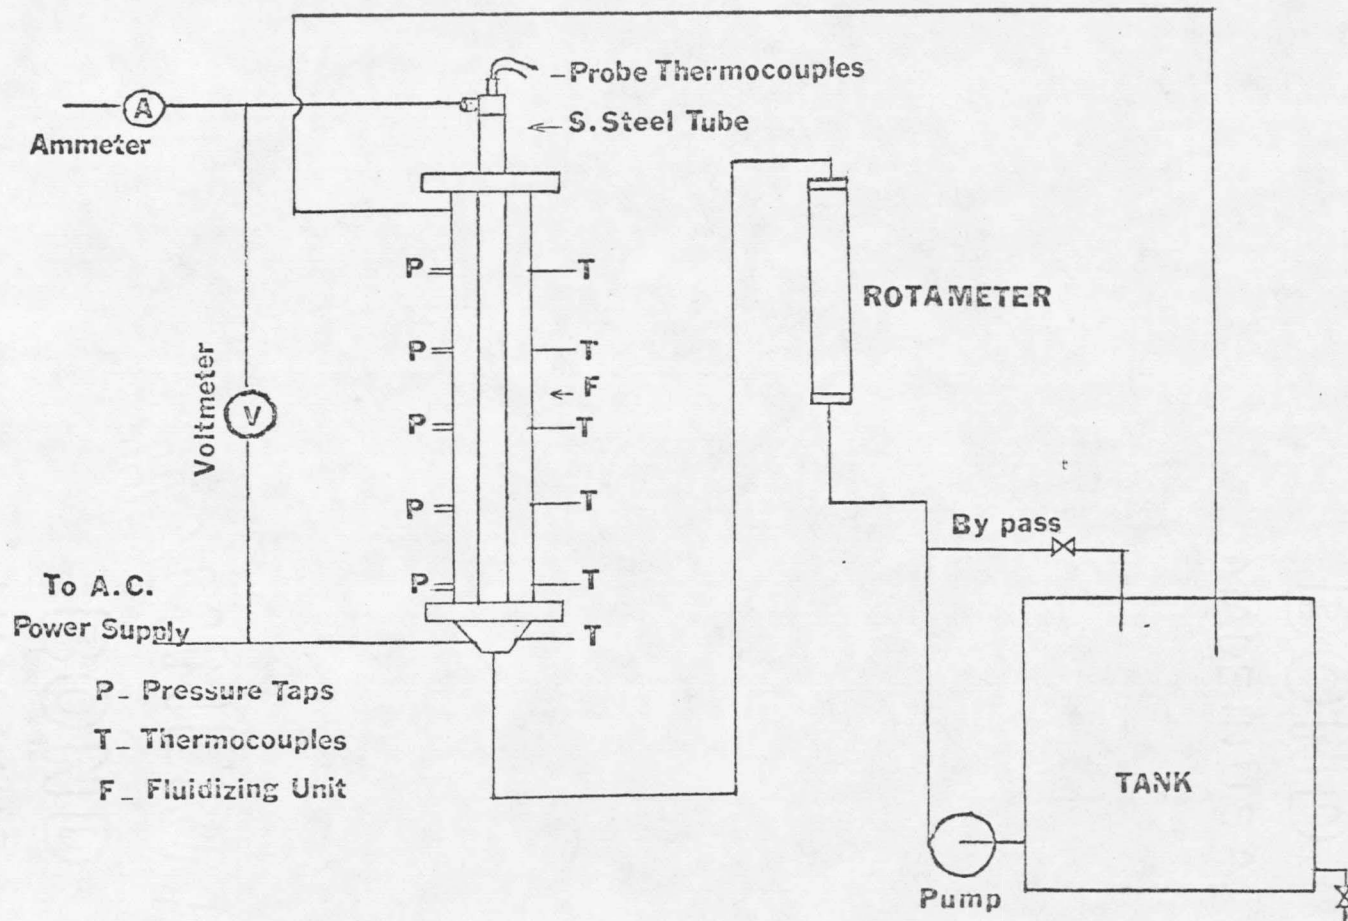 Probe Thermocouples
A
S.Steel Tube
Ammeter
P
T
ROTAMETER
P
T
F
Voltmeter
V
P
T
P
T
By pass
P
T
To A.C.
Power Supply
T
P_ Pressure Taps
T_ Thermocouples
F_ Fluidizing Unit
TANK
Pump